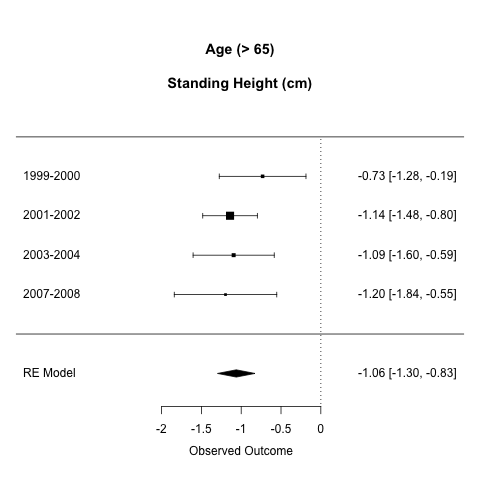 Age (> 65)
Standing Height (cm)
1999-2000 -0.73 [-1.28, -0.19]
2001-2002 -1.14 [-1.48, -0.80]
2003-2004 -1.09 [-1.60, -0.59]
2007-2008 -1.20 [-1.84, -0.55]
RE Model -1.06 [-1.30, -0.83]
-2 -1.5 -1 -0.5 0
Observed Outcome